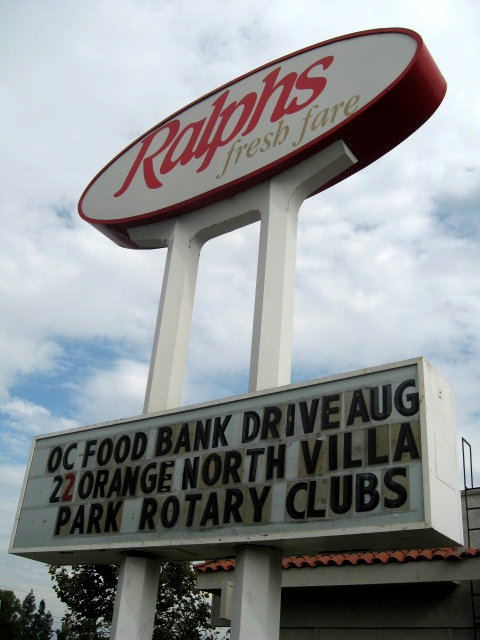 Ralphs
fresh fare
OC FOOD BANK DRIVE AUG
22 ORANGE NORTH VILLA
PARK ROTARY CLUBS